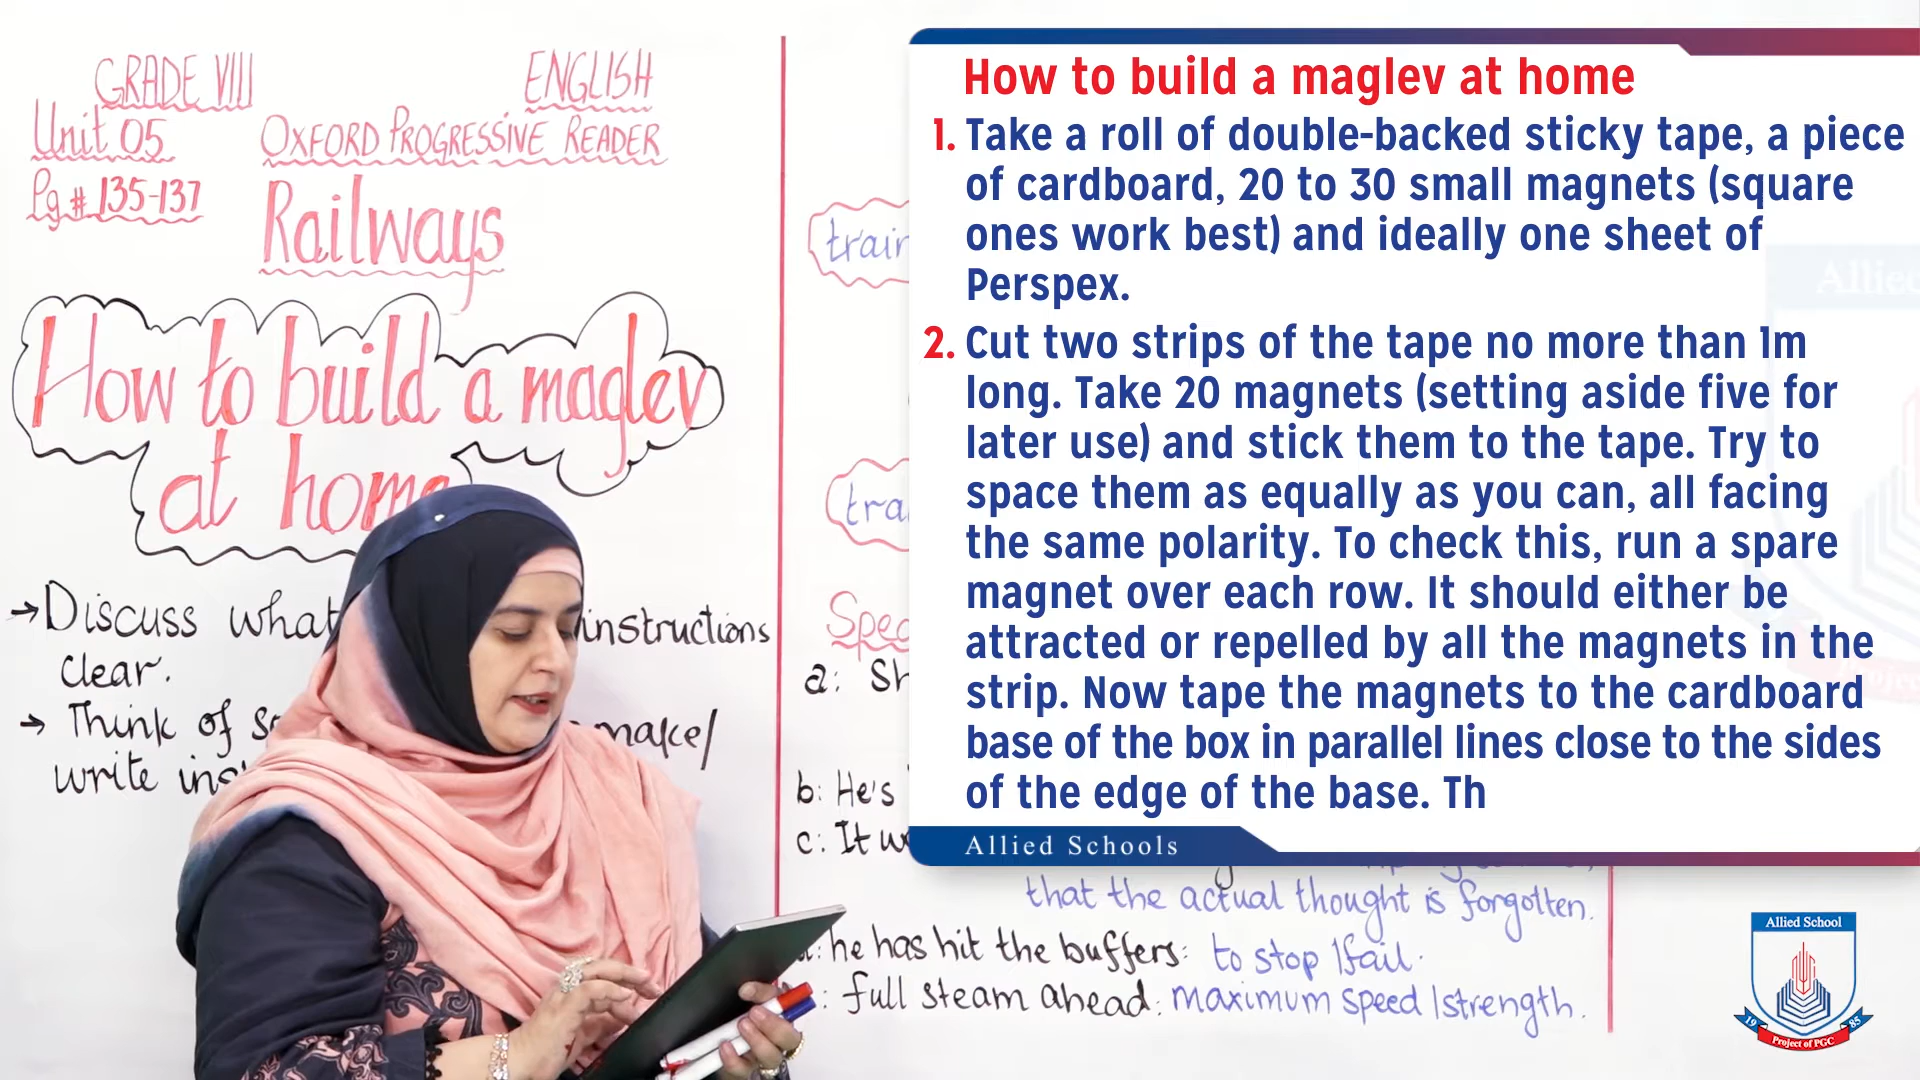 GRADE VIII
ENGLISH
Unit 05
OXFORD PROGRESSIVE READER
Pg # 135-137
Railways
How to build a maglev
at home
→ Discuss what instructions
clear.
→ Think of make/
write ins
How to build a maglev at home
1. Take a roll of double-backed sticky tape, a piece
of cardboard, 20 to 30 small magnets (square
ones work best) and ideally one sheet of
Perspex.
2. Cut two strips of the tape no more than 1m
long. Take 20 magnets (setting aside five for
later use) and stick them to the tape. Try to
space them as equally as you can, all facing
the same polarity. To check this, run a spare
magnet over each row. It should either be
attracted or repelled by all the magnets in the
strip. Now tape the magnets to the cardboard
base of the box in parallel lines close to the sides
of the edge of the base. Th
Allied Schools
a:
b: He's
c: It
that the actual thought is forgotten.
he has hit the buffers: to stop/fail.
: full steam ahead: maximum speed/strength.
Allied School
1985
Project of PGC